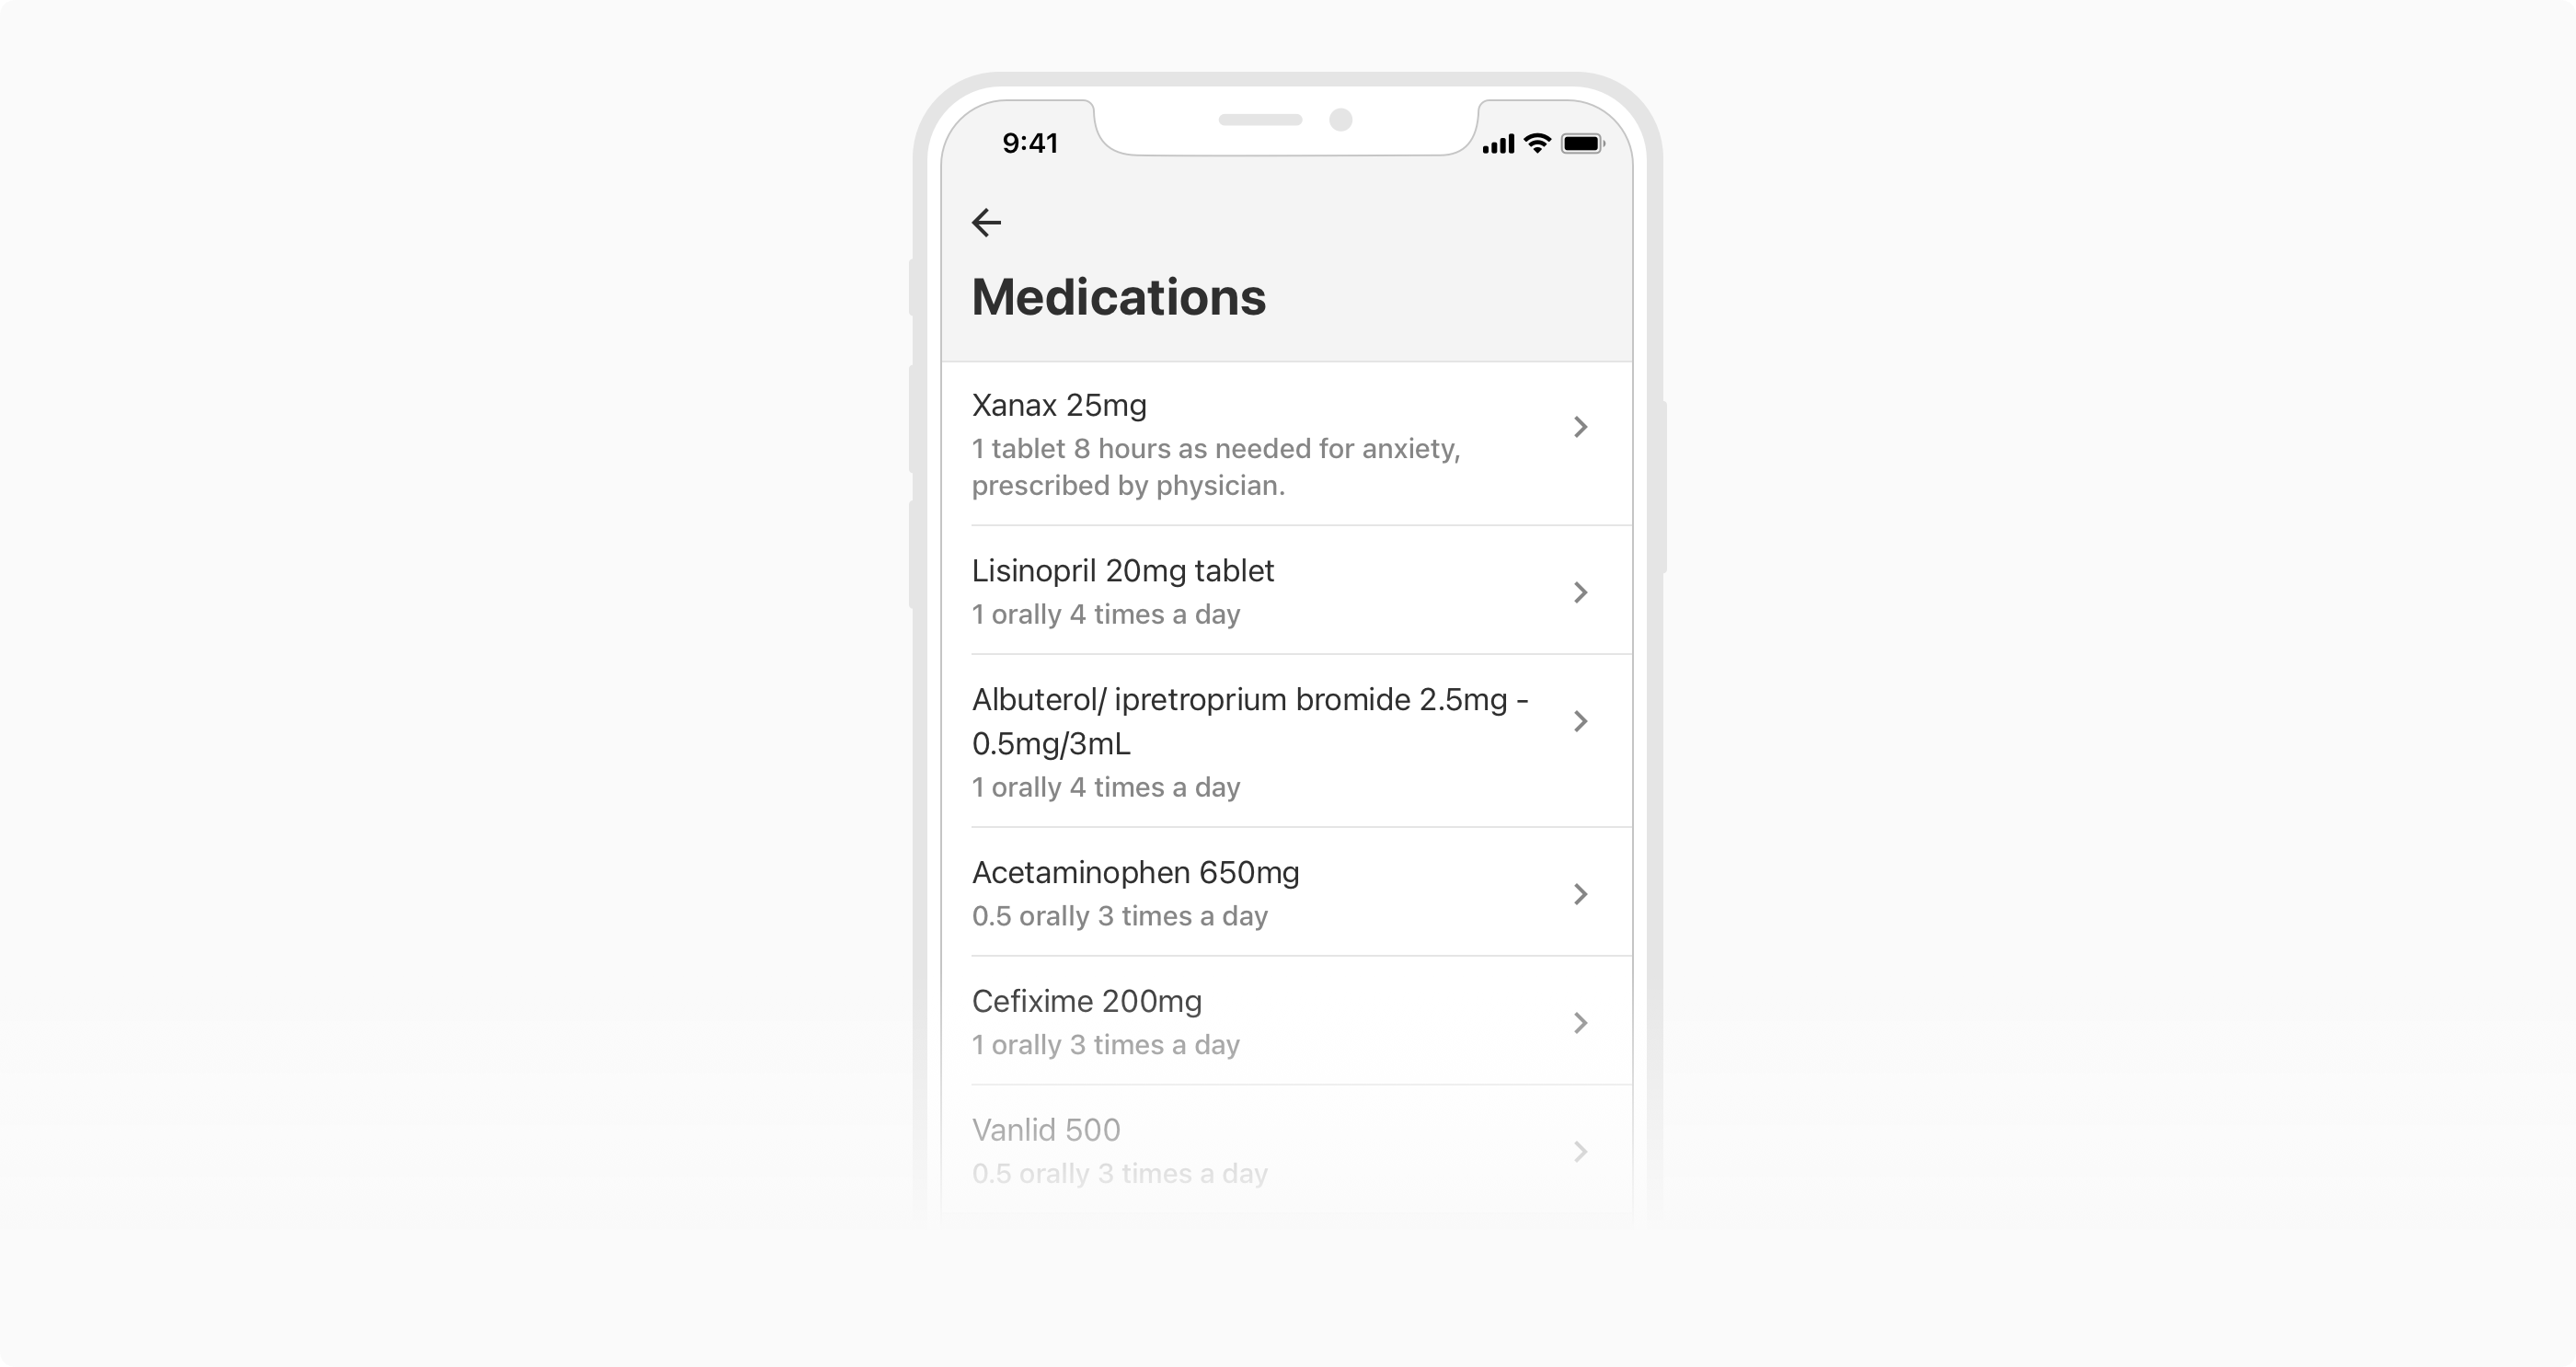 9:41
Medications
Xanax 25mg
1 tablet 8 hours as needed for anxiety,
prescribed by physician.
Lisinopril 20mg tablet
1 orally 4 times a day
Albuterol/ ipretroprium bromide 2.5mg -
0.5mg/3mL
1 orally 4 times a day
Acetaminophen 650mg
0.5 orally 3 times a day
Cefixime 200mg
1 orally 3 times a day
Vanlid 500
0.5 orally 3 times a day